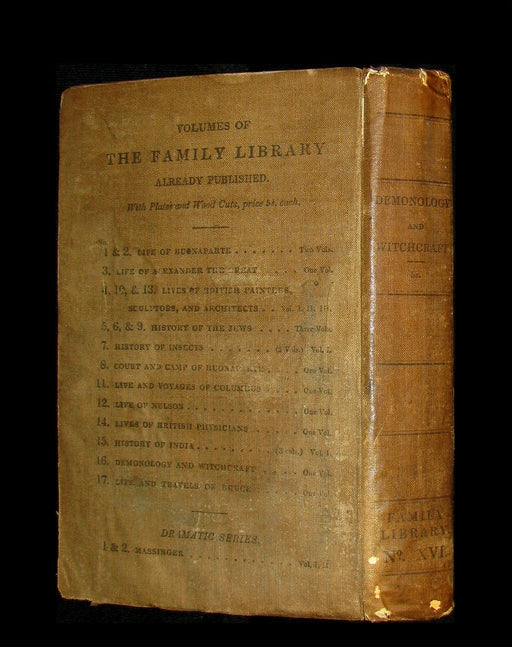 VOLUMES OF
THE FAMILY LIBRARY
ALREADY PUBLISHED.
With Plates and Wood Cuts, price 5s. each.
No.
1 & 2. LIFE OF BUONAPARTE . . . . . . . Two Vols.
3. LIFE OF ALEXANDER THE GREAT . . . . One Vol.
4, 10, & 13. LIVES OF BRITISH PAINTERS,
SCULPTORS, AND ARCHITECTS . . Vol. I. II. III.
5, 6, & 9. HISTORY OF THE JEWS . . . . Three Vols.
7. HISTORY OF INSECTS . . . . . . . (2 Vols.) Vol. I.
8. COURT AND CAMP OF BUONAPARTE . . . One Vol.
11. LIFE AND VOYAGES OF COLUMBUS . . . One Vol.
12. LIFE OF NELSON . . . . . . . . . . One Vol.
14. LIVES OF BRITISH PHYSICIANS . . . . One Vol.
15. HISTORY OF INDIA . . . . . . . . Vol. I.
16. DEMONOLOGY AND WITCHCRAFT . . . . . One Vol.
17. LIFE AND TRAVELS OF BRUCE . . . . . One Vol.
DRAMATIC SERIES.
1 & 2. MASSINGER . . . . . . . . . . . Vol. I. II.
DEMONOLOGY
AND
WITCHCRAFT
5s.
FAMILY
LIBRARY
No. XVI.